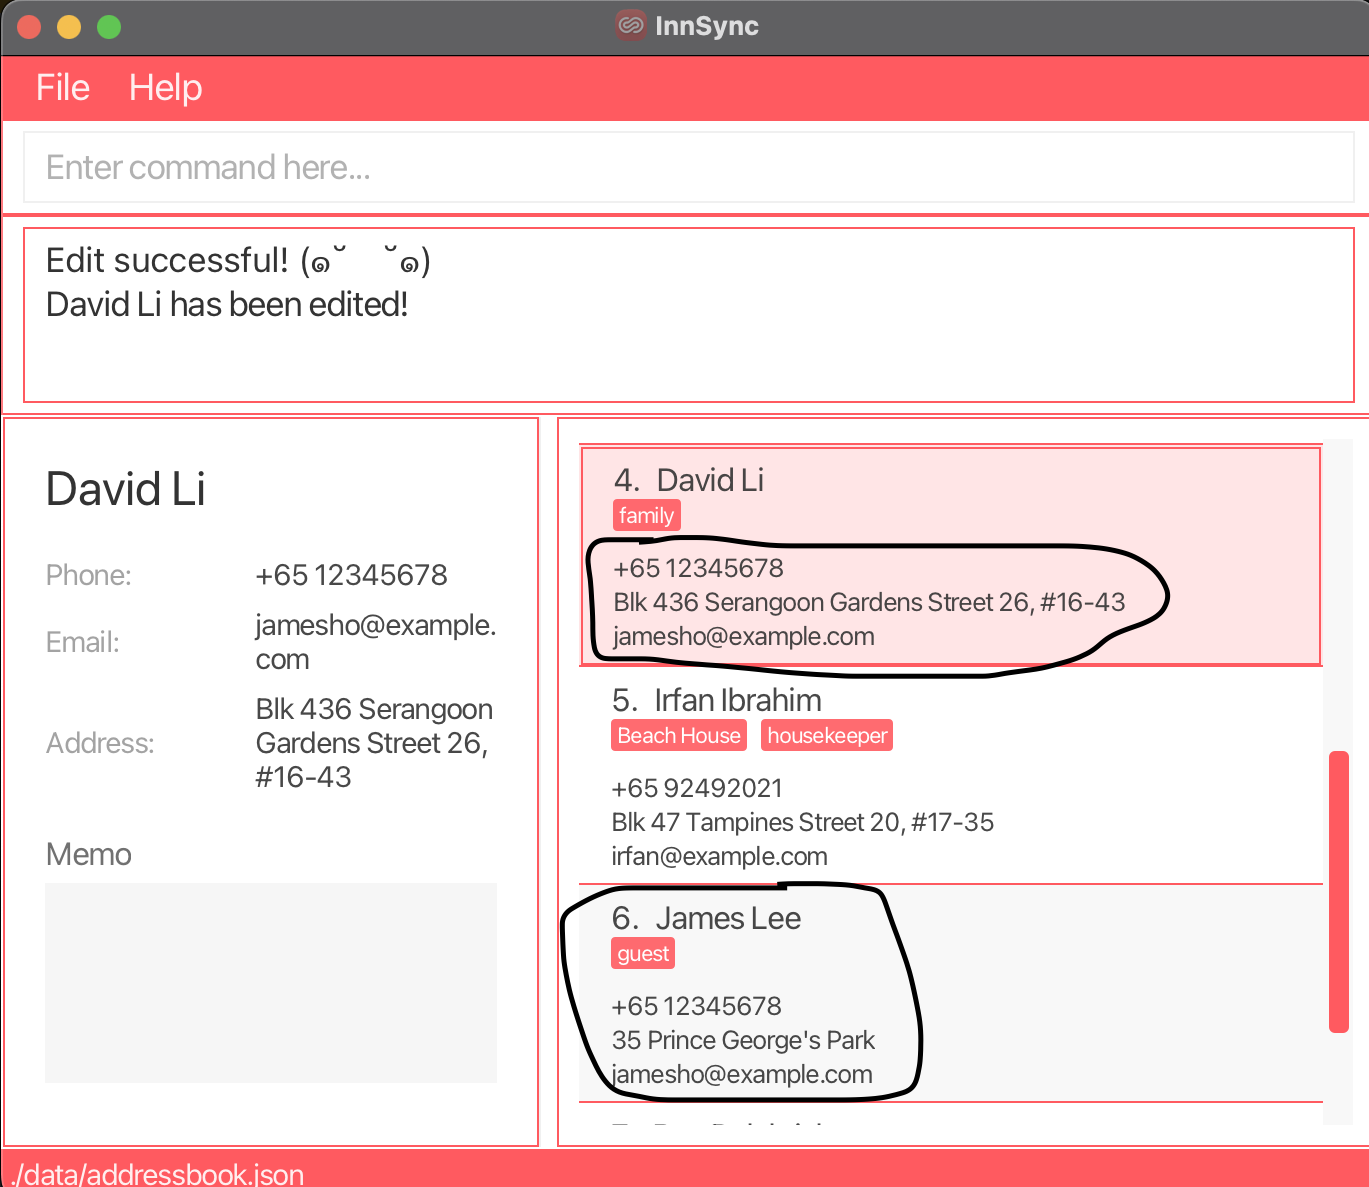 InnSync
File Help
Enter command here...
Edit successful! (๑˘ ˘๑)
David Li has been edited!
David Li
Phone: +65 12345678
Email: jamesho@example.
com
Address: Blk 436 Serangoon
Gardens Street 26,
#16-43
Memo
4. David Li
family
+65 12345678
Blk 436 Serangoon Gardens Street 26, #16-43
jamesho@example.com
5. Irfan Ibrahim
Beach House housekeeper
+65 92492021
Blk 47 Tampines Street 20, #17-35
irfan@example.com
6. James Lee
guest
+65 12345678
35 Prince George's Park
jamesho@example.com
./data/addressbook.json